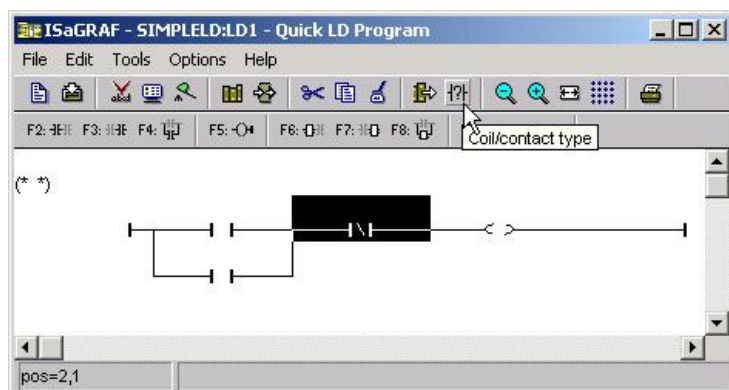 ISaGRAF - SIMPLELD:LD1 - Quick LD Program
File Edit Tools Options Help
F2: F3: F4: F5: F6: F7: F8:
Coil/contact type
(* *)
pos=2,1